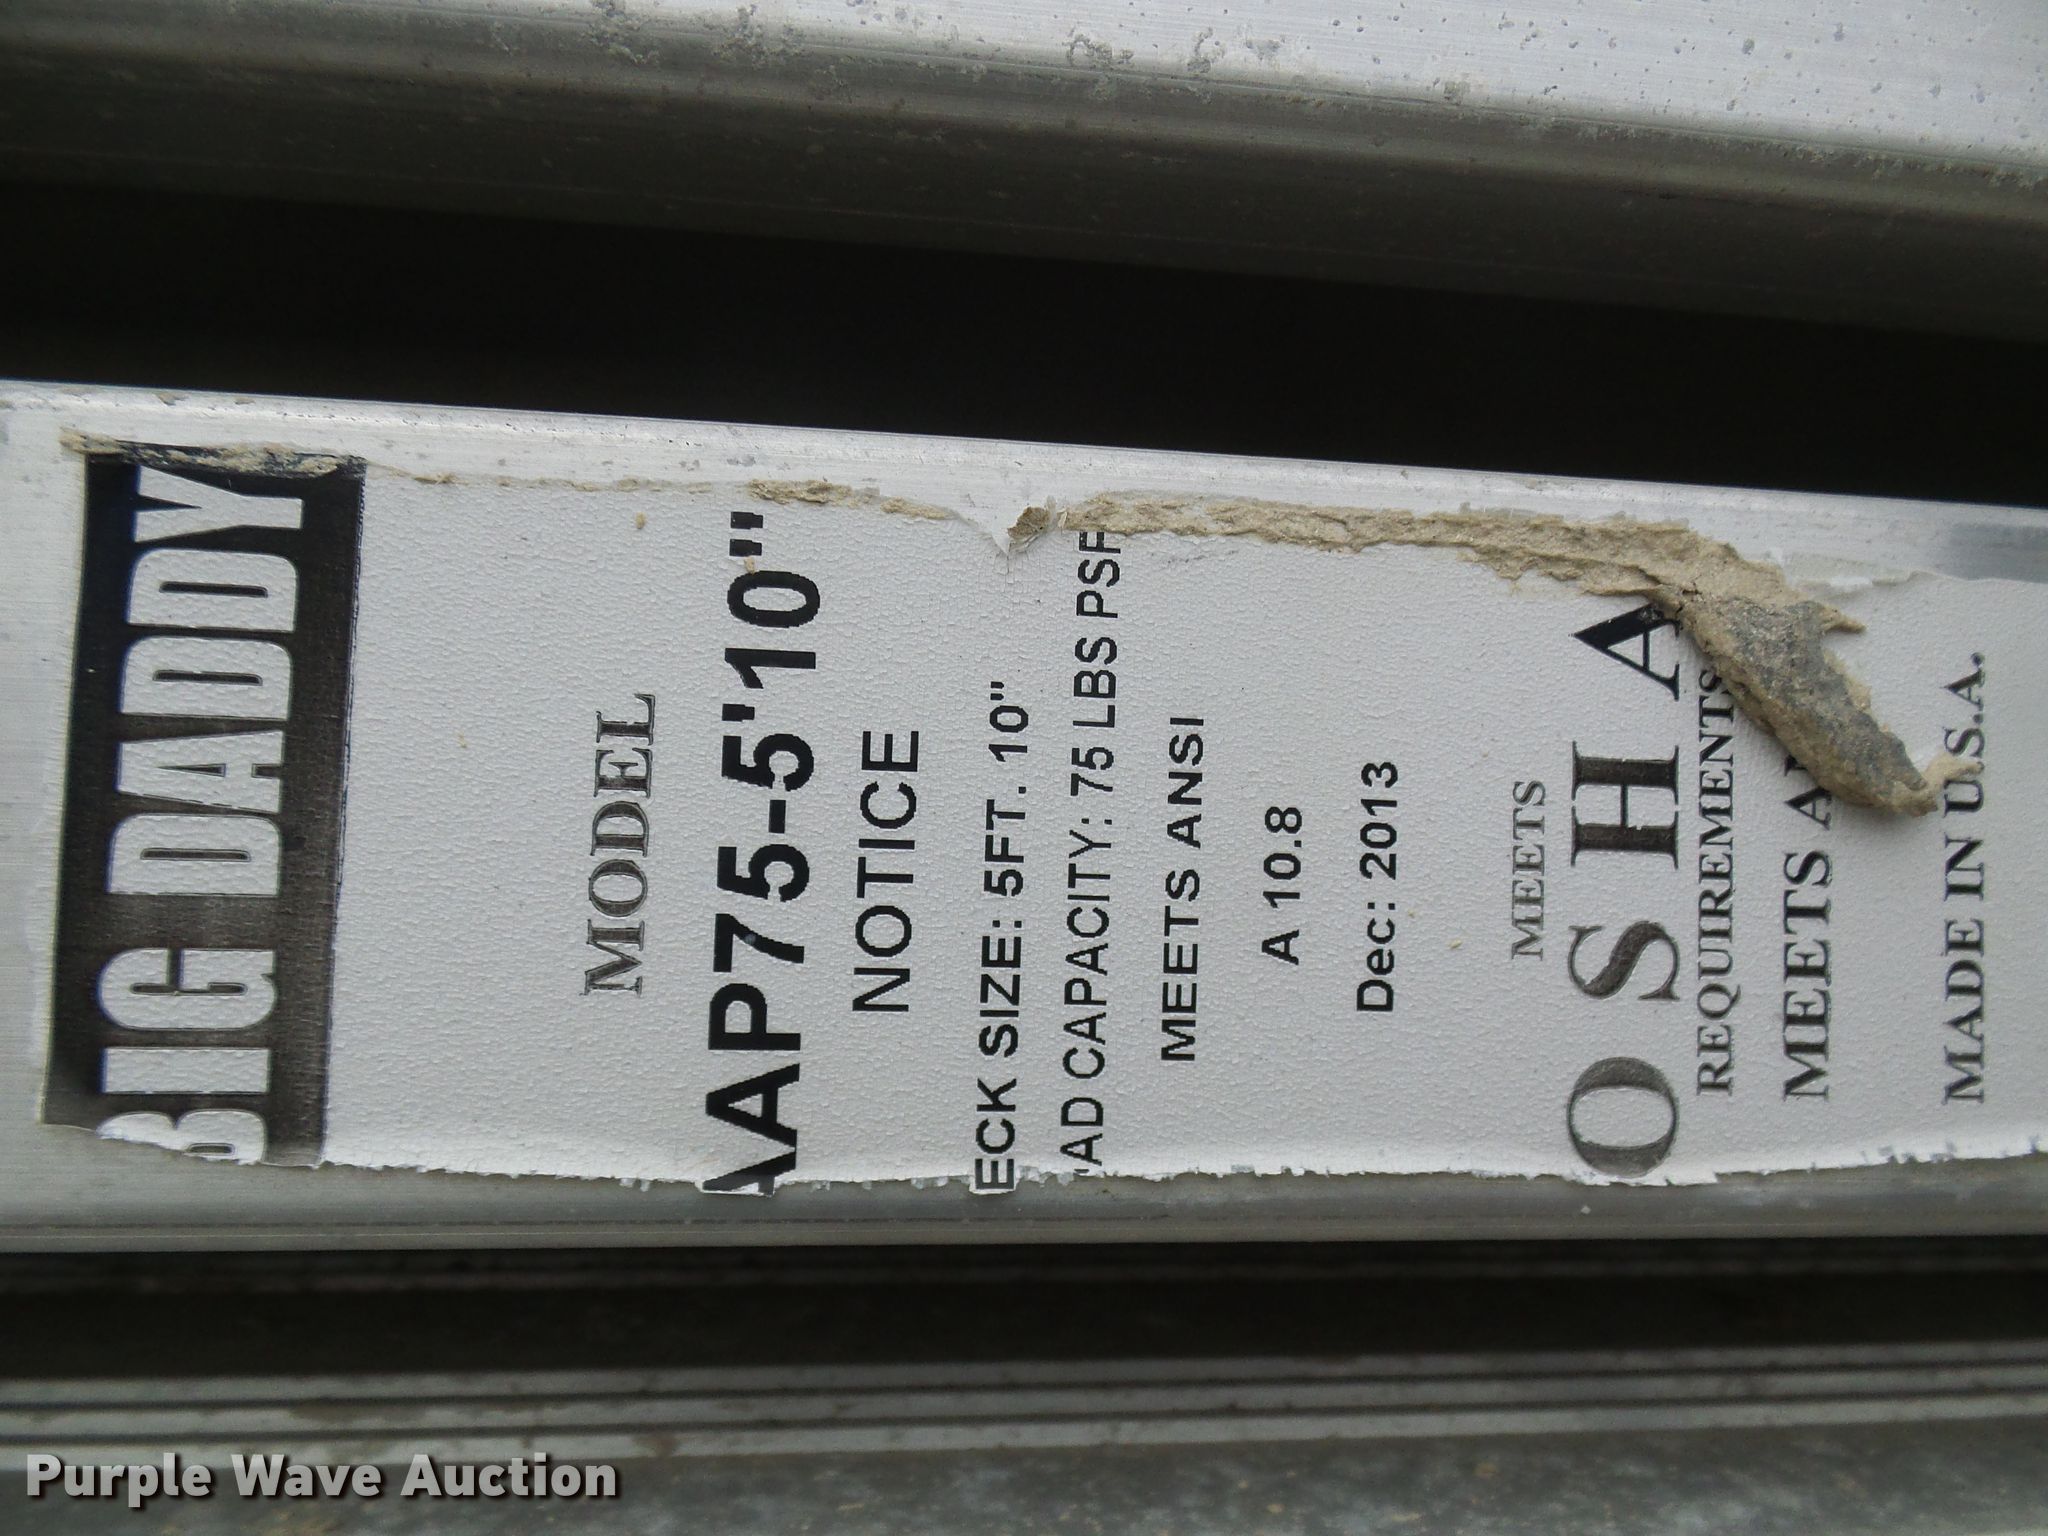 BIG DADDY
MODEL
AAP75-5'10"
NOTICE
ECK SIZE: 5FT. 10"
AD CAPACITY: 75 LBS PSF
MEETS ANSI
A 10.8
Dec: 2013
MEETS
OSHA
REQUIREMENTS
MEETS
MADE IN U.S.A.
Purple Wave Auction